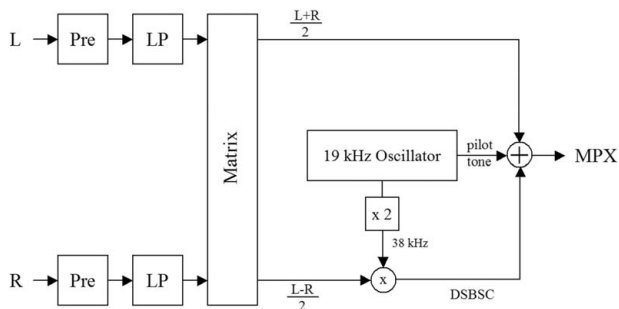 L
Pre
LP
Matrix
L+R
2
19 kHz Oscillator
pilot
tone
+
MPX
x 2
38 kHz
R
Pre
LP
L-R
2
x
DSBSC